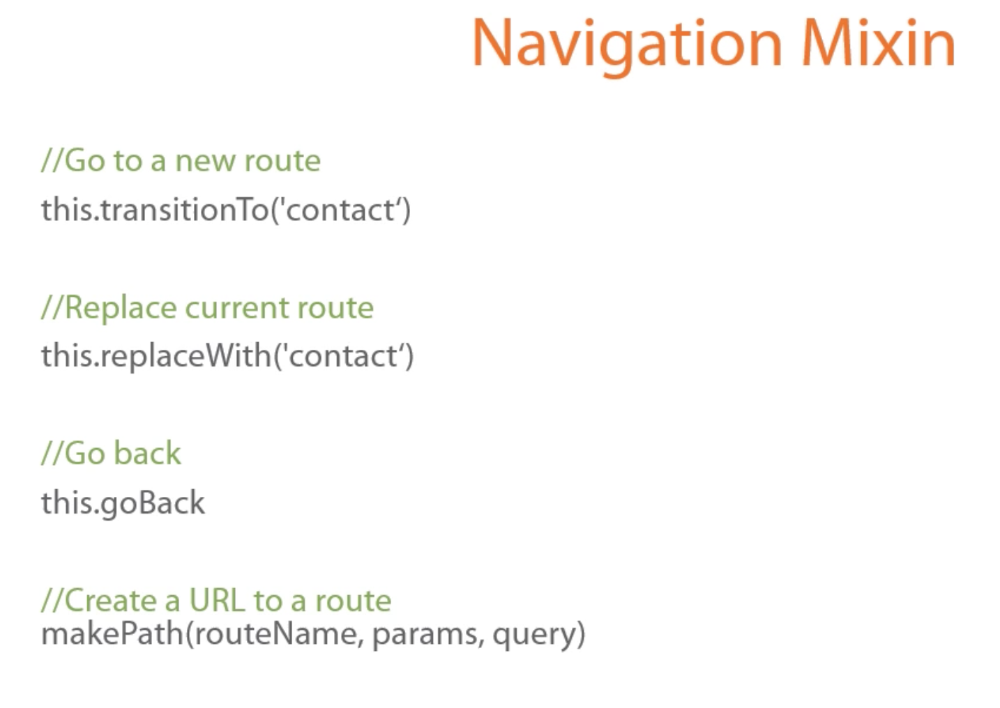 Navigation Mixin
//Go to a new route
this.transitionTo('contact‘)
//Replace current route
this.replaceWith('contact‘)
//Go back
this.goBack
//Create a URL to a route
makePath(routeName, params, query)